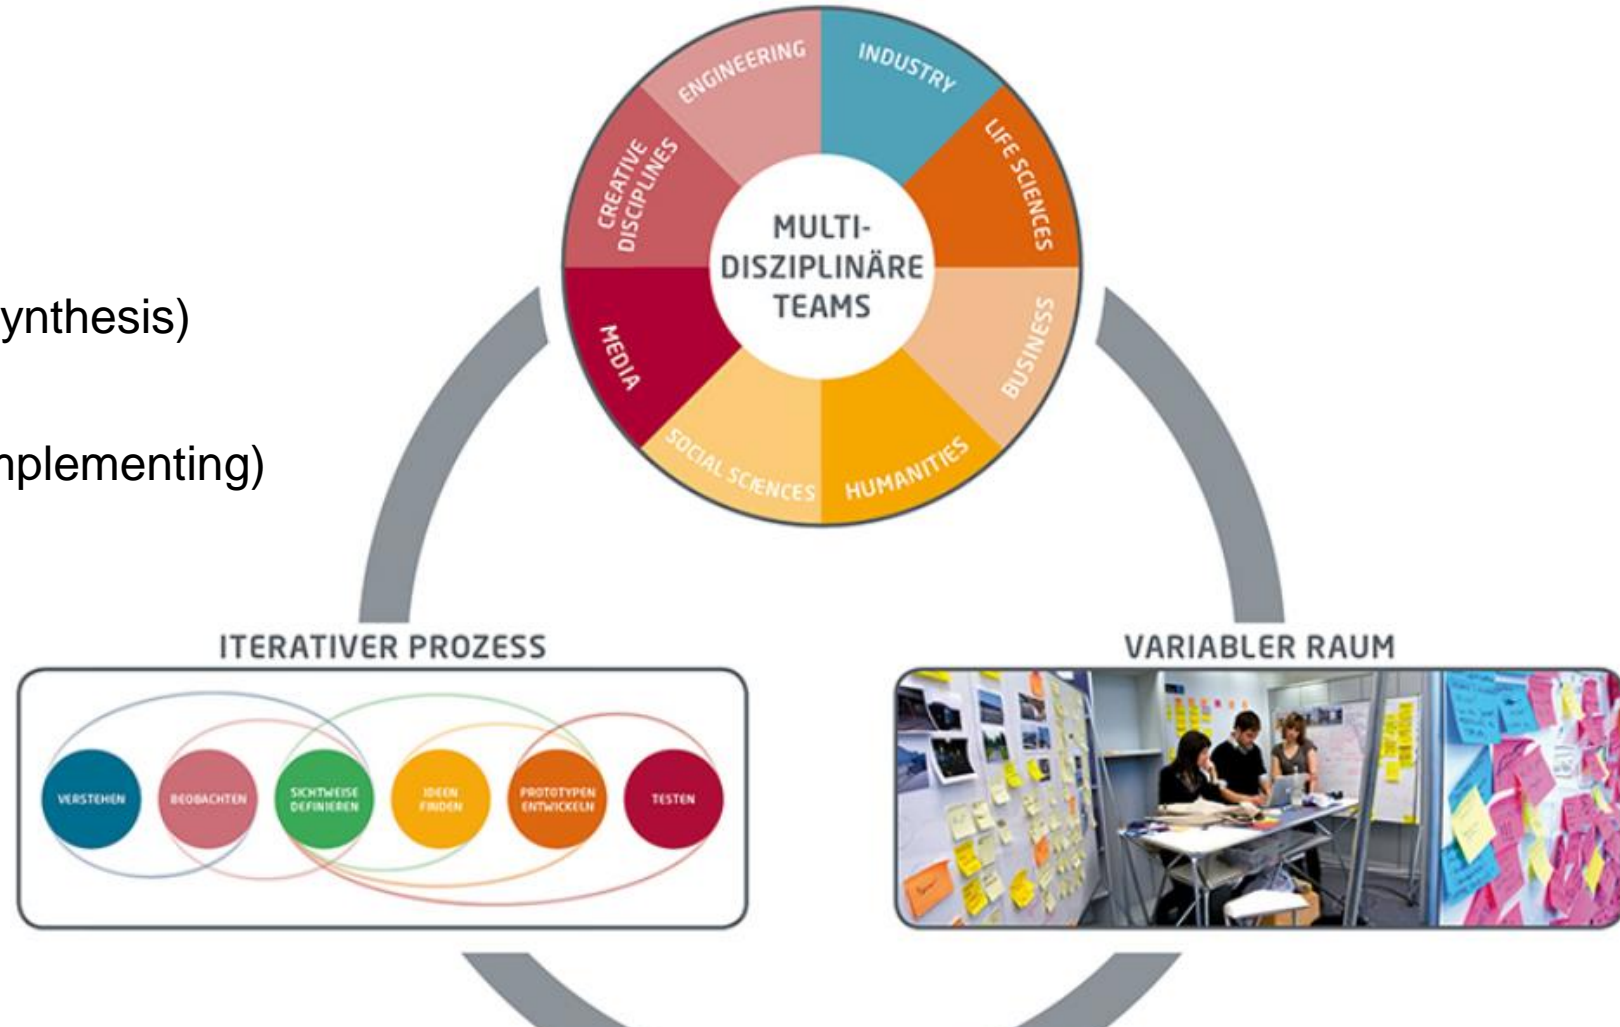 ENGINEERING
INDUSTRY
CREATIVE
DISCIPLINES
LIFE SCIENCES
MULTI-
DISZIPLINÄRE
TEAMS
ynthesis)
MEDIA
BUSINESS
nplementing)
SOCIAL SCIENCES
HUMANITIES
ITERATIVER PROZESS
VARIABLER RAUM
VERSTEHEN
BEOBACHTEN
SICHTWEISE
DEFINIEREN
IDEEN
FINDEN
PROTOTYPEN
ENTWICKELN
TESTEN